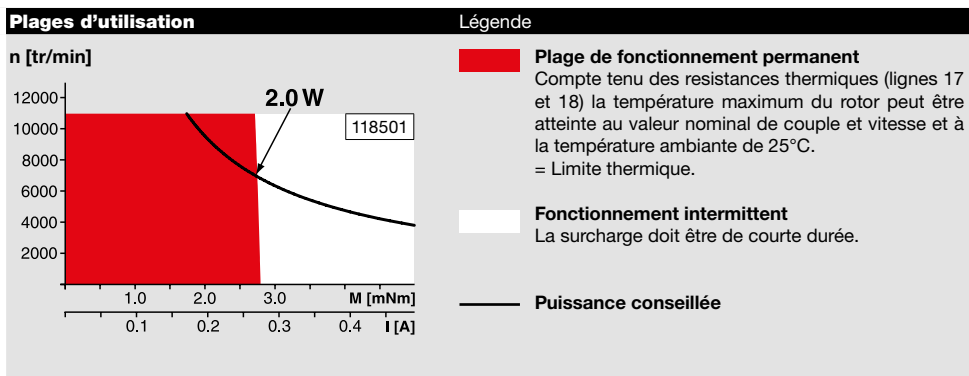 Plages d'utilisation
n [tr/min]
12000
10000
8000
6000
4000
2000
2.0 W
118501
1.0 2.0 3.0 M [mNm]
0.1 0.2 0.3 0.4 I [A]
Légende
Plage de fonctionnement permanent
Compte tenu des resistances thermiques (lignes 17
et 18) la température maximum du rotor peut être
atteinte au valeur nominal de couple et vitesse et à
la température ambiante de 25°C.
= Limite thermique.
Fonctionnement intermittent
La surcharge doit être de courte durée.
Puissance conseillée